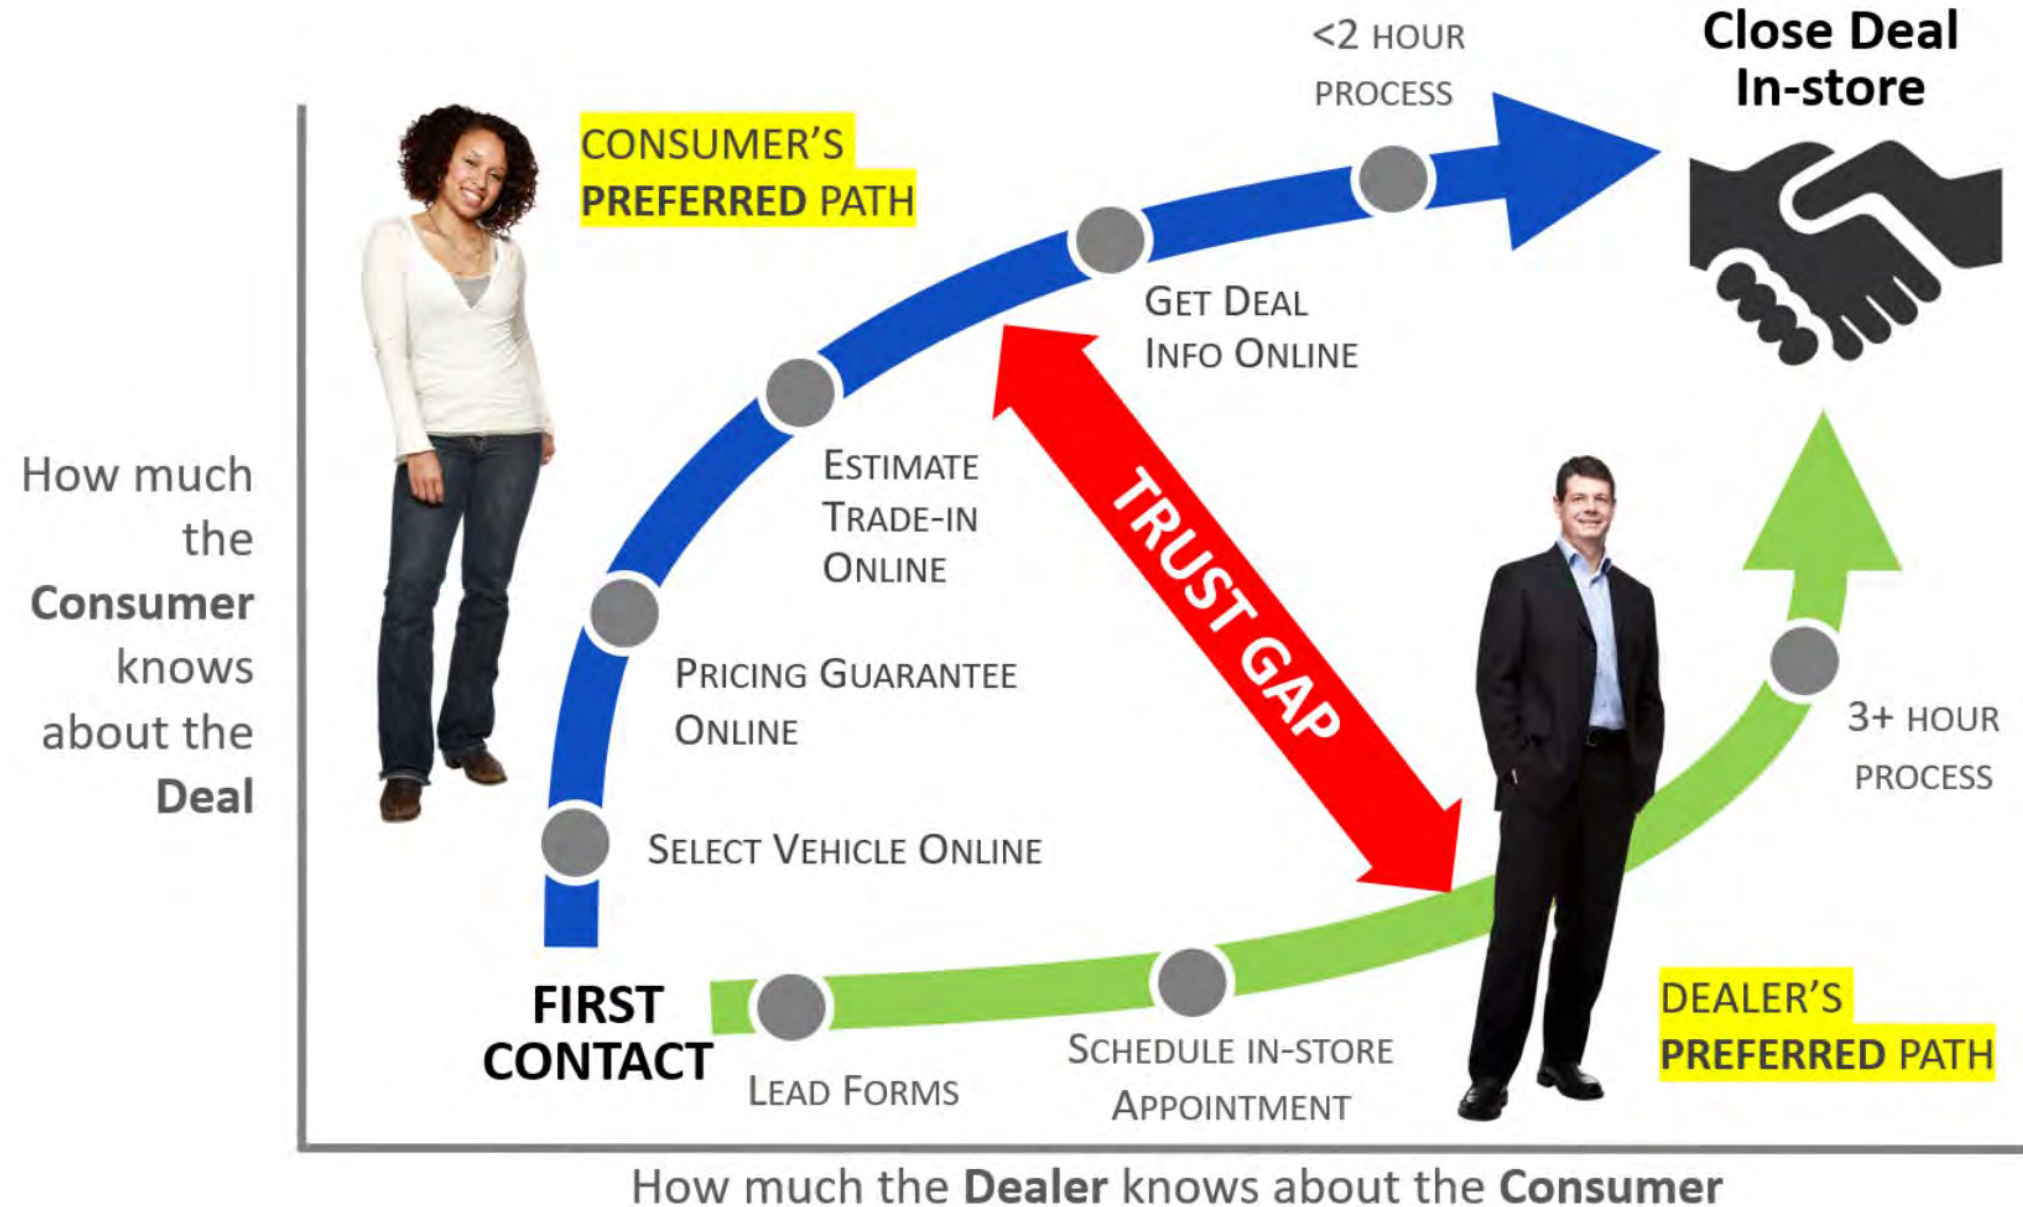 <2 HOUR
PROCESS
Close Deal
In-store
CONSUMER'S
PREFERRED PATH
GET DEAL
INFO ONLINE
How much
the
Consumer
knows
about the
Deal
ESTIMATE
TRADE-IN
ONLINE
TRUST GAP
PRICING GUARANTEE
ONLINE
3+ HOUR
PROCESS
SELECT VEHICLE ONLINE
FIRST
CONTACT
LEAD FORMS
SCHEDULE IN-STORE
APPOINTMENT
DEALER'S
PREFERRED PATH
How much the Dealer knows about the Consumer